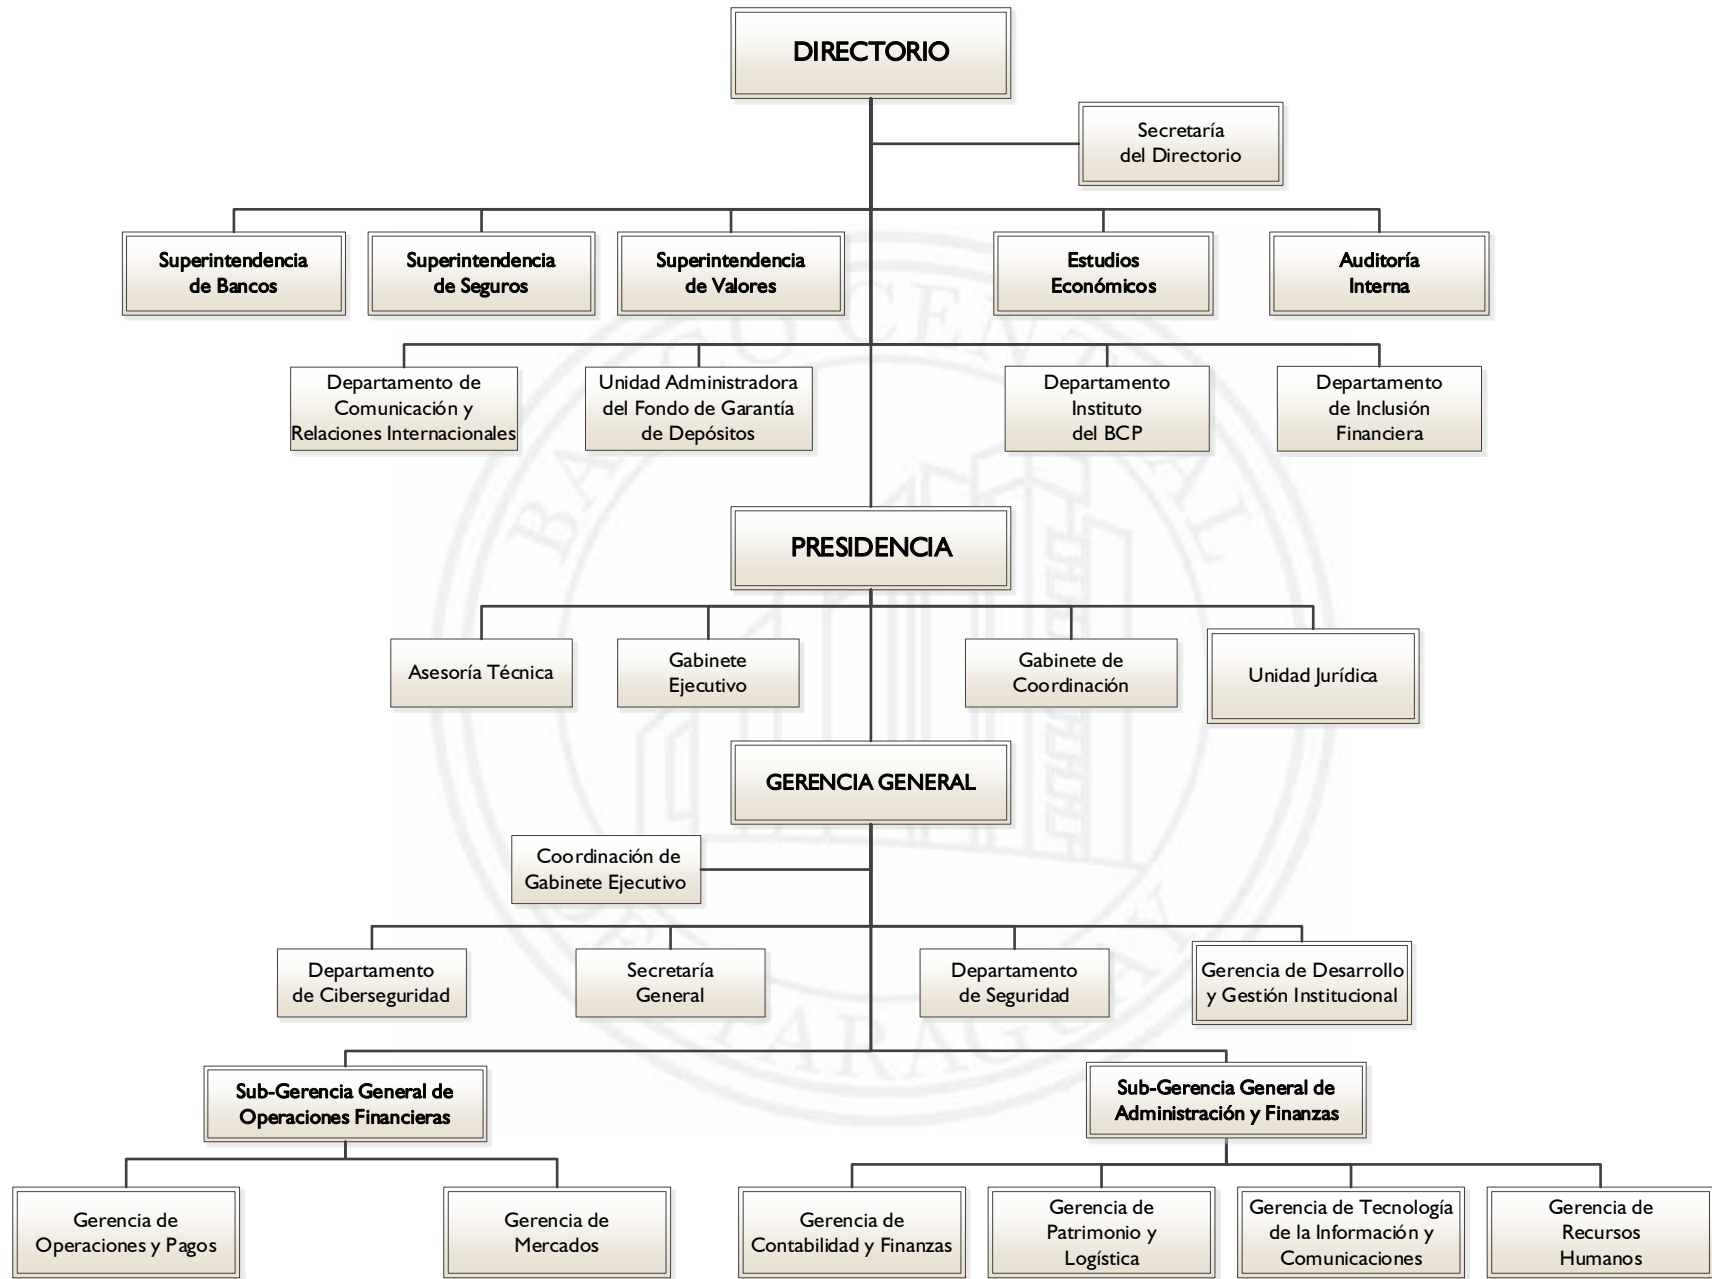 DIRECTORIO
Secretaría
del Directorio
Superintendencia
de Bancos
Superintendencia
de Seguros
Superintendencia
de Valores
Estudios
Económicos
Auditoría
Interna
Departamento de
Comunicación y
Relaciones Internacionales
Unidad Administradora
del Fondo de Garantía
de Depósitos
Departamento
Instituto
del BCP
Departamento
de Inclusión
Financiera
PRESIDENCIA
Asesoría Técnica
Gabinete
Ejecutivo
Gabinete de
Coordinación
Unidad Jurídica
GERENCIA GENERAL
Coordinación de
Gabinete Ejecutivo
Departamento
de Ciberseguridad
Secretaría
General
Departamento
de Seguridad
Gerencia de Desarrollo
y Gestión Institucional
Sub-Gerencia General de
Operaciones Financieras
Sub-Gerencia General de
Administración y Finanzas
Gerencia de
Operaciones y Pagos
Gerencia de
Mercados
Gerencia de
Contabilidad y Finanzas
Gerencia de
Patrimonio y
Logística
Gerencia de Tecnología
de la Información y
Comunicaciones
Gerencia de
Recursos
Humanos
BANCO CENTRAL
DEL PARAGUAY